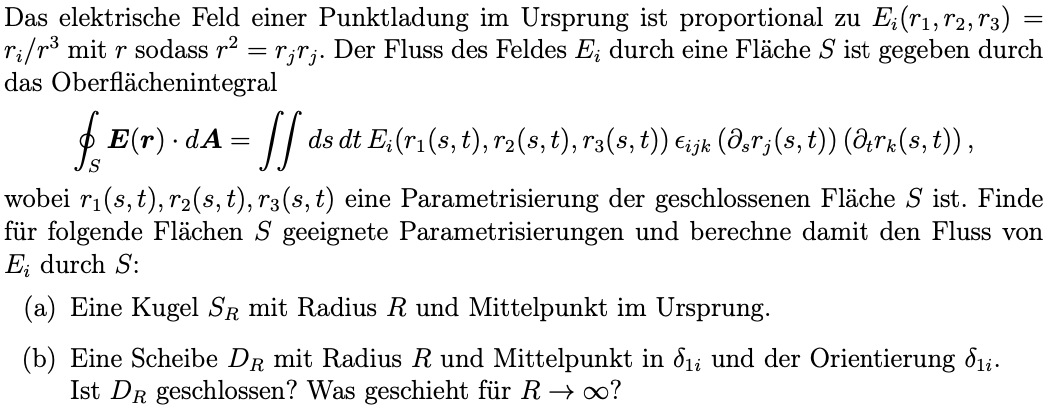 Das elektrische Feld einer Punktladung im Ursprung ist proportional zu $E_i(r_1, r_2, r_3) =$
$r_i/r^3$ mit $r$ sodass $r^2 = r_j r_j$. Der Fluss des Feldes $E_i$ durch eine Fläche $S$ ist gegeben durch
das Oberflächenintegral
$\oint_S \boldsymbol{E}(\boldsymbol{r}) \cdot d\boldsymbol{A} = \iint ds\, dt\, E_i(r_1(s,t), r_2(s,t), r_3(s,t))\, \epsilon_{ijk}\, (\partial_s r_j(s,t))\, (\partial_t r_k(s,t))\,,$
wobei $r_1(s,t), r_2(s,t), r_3(s,t)$ eine Parametrisierung der geschlossenen Fläche $S$ ist. Finde
für folgende Flächen $S$ geeignete Parametrisierungen und berechne damit den Fluss von
$E_i$ durch $S$:
(a) Eine Kugel $S_R$ mit Radius $R$ und Mittelpunkt im Ursprung.
(b) Eine Scheibe $D_R$ mit Radius $R$ und Mittelpunkt in $\delta_{1i}$ und der Orientierung $\delta_{1i}$.
Ist $D_R$ geschlossen? Was geschieht für $R \to \infty$?